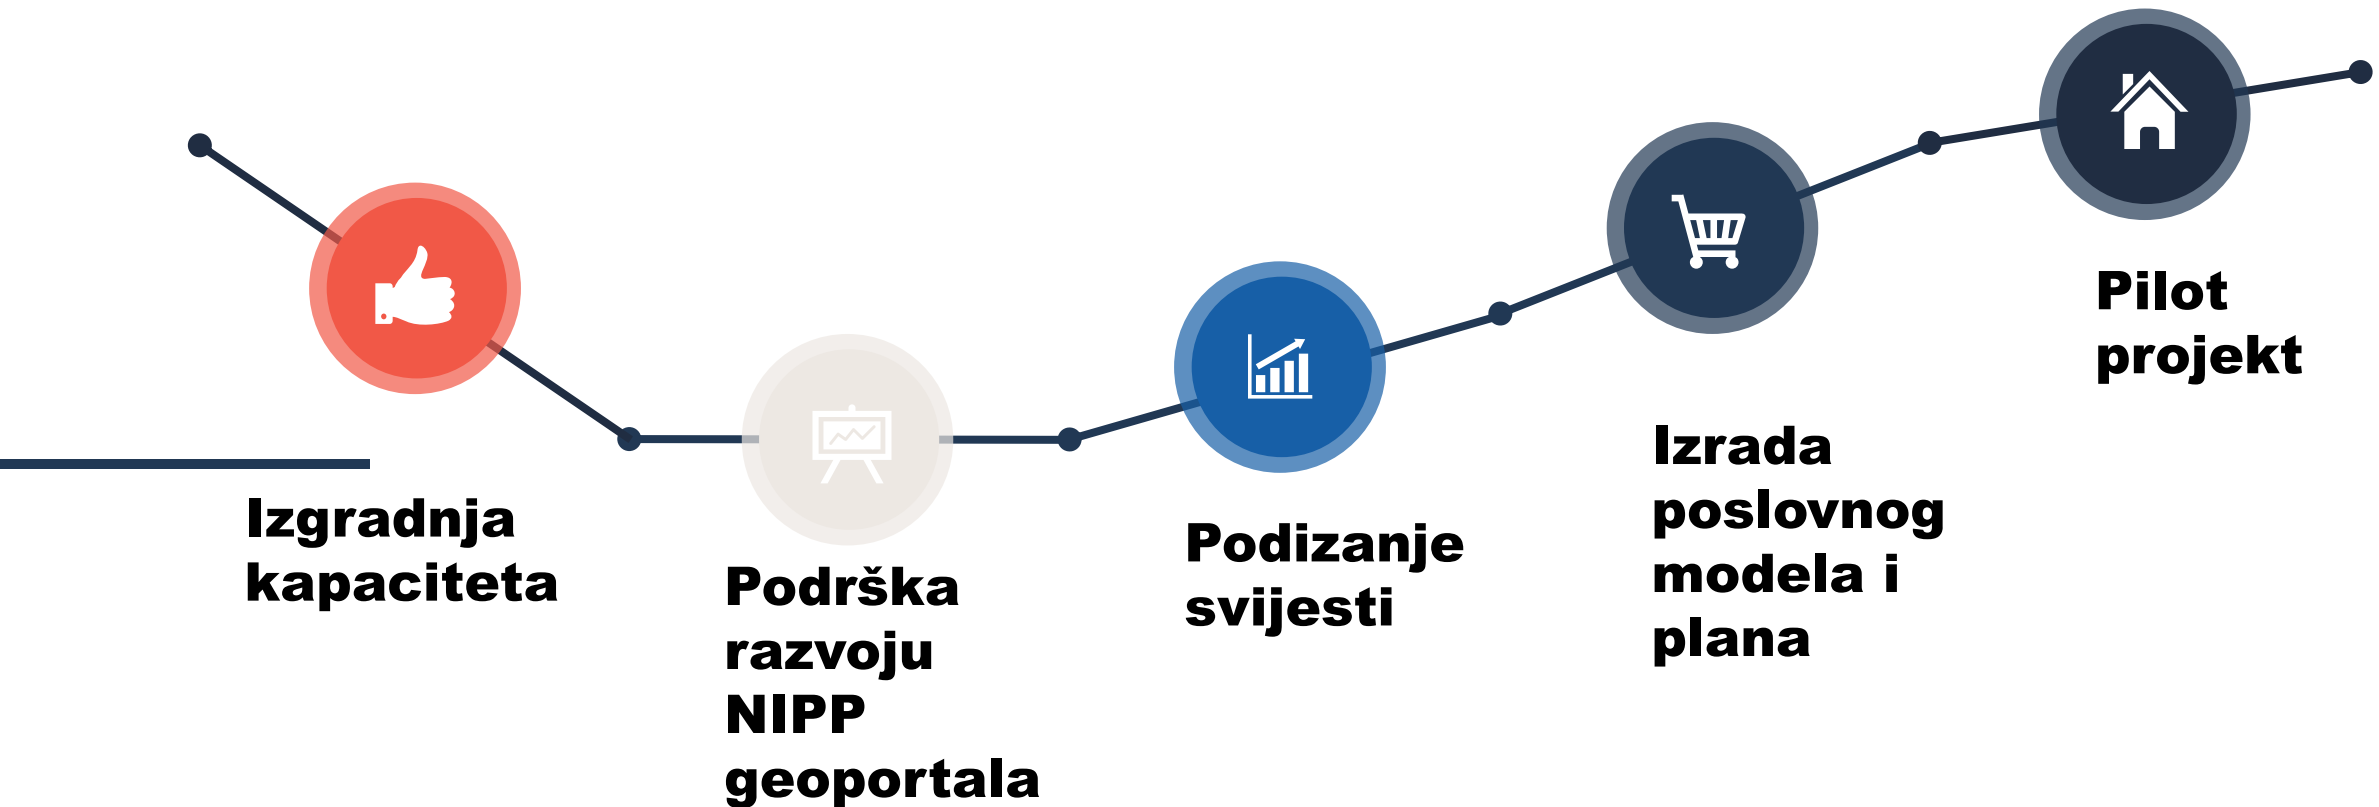 Izgradnja
kapaciteta
Podrška
razvoju
NIPP
geoportala
Podizanje
svijesti
Izrada
poslovnog
modela i
plana
Pilot
projekt